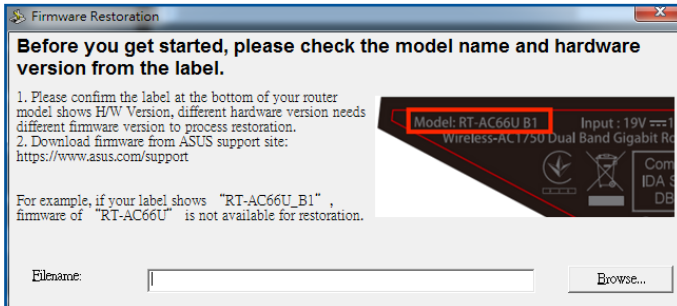 Firmware Restoration
Before you get started, please check the model name and hardware
version from the label.
1. Please confirm the label at the bottom of your router
model shows H/W Version, different hardware version needs
different firmware version to process restoration.
2. Download firmware from ASUS support site:
https://www.asus.com/support
For example, if your label shows “RT-AC66U_B1”,
firmware of “RT-AC66U” is not available for restoration.
Model: RT-AC66U B1 Input : 19V
Wireless-AC1750 Dual Band Gigabit
Com
IDA S
DB
Filename:
Browse...